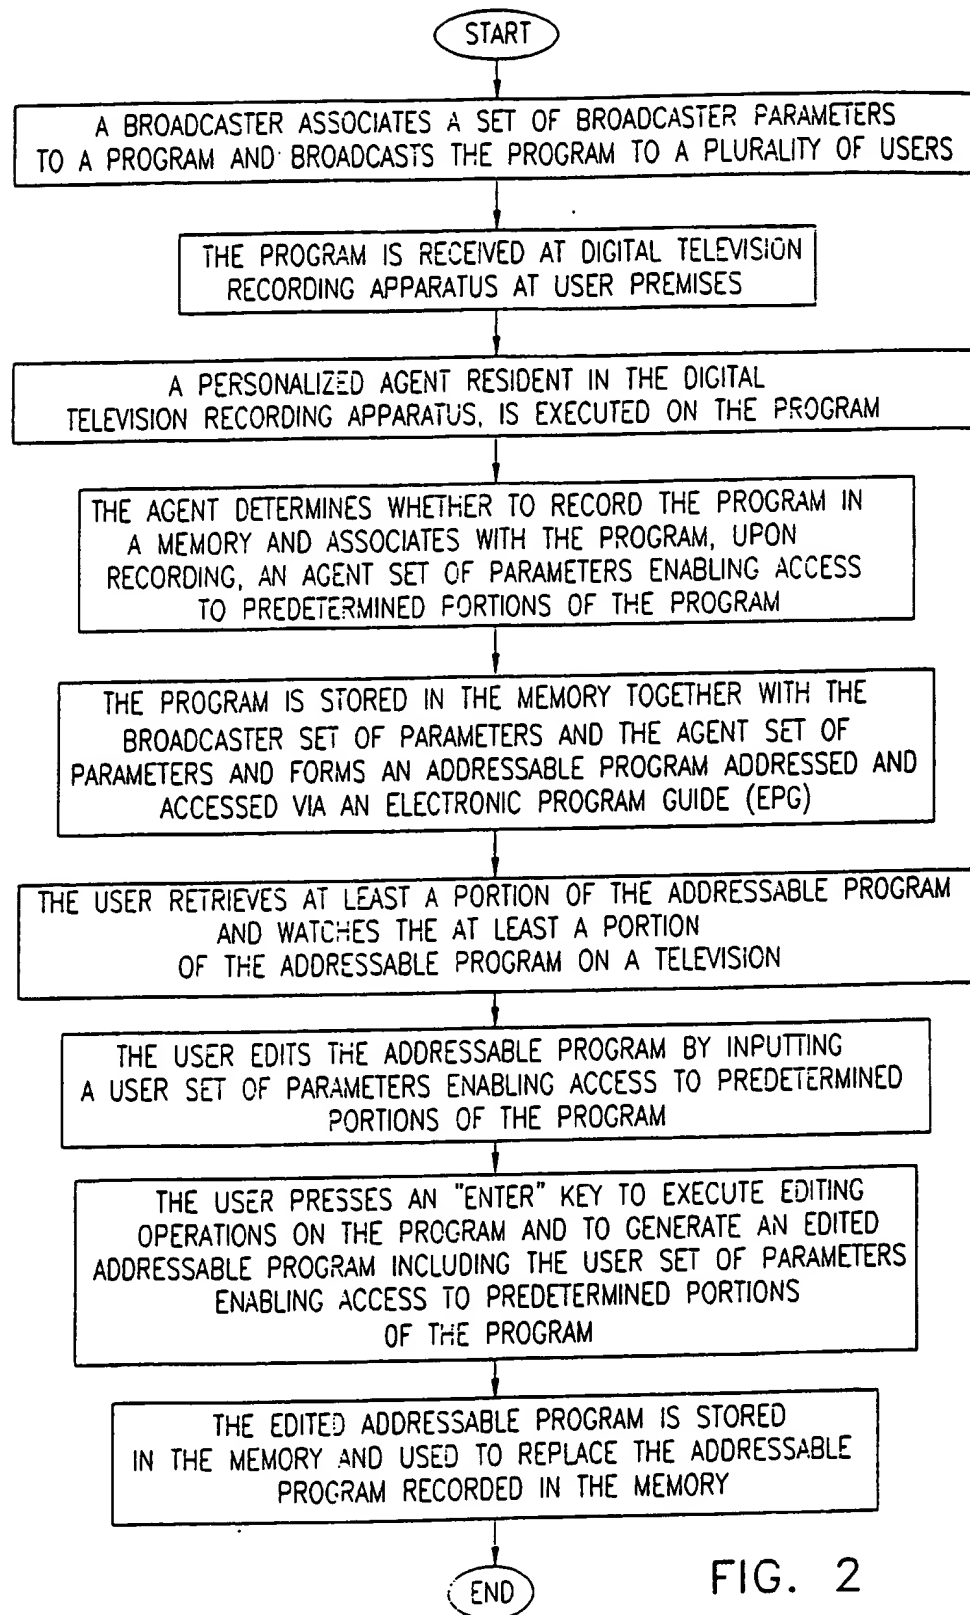 START
A BROADCASTER ASSOCIATES A SET OF BROADCASTER PARAMETERS
TO A PROGRAM AND BROADCASTS THE PROGRAM TO A PLURALITY OF USERS
THE PROGRAM IS RECEIVED AT DIGITAL TELEVISION
RECORDING APPARATUS AT USER PREMISES
A PERSONALIZED AGENT RESIDENT IN THE DIGITAL
TELEVISION RECORDING APPARATUS, IS EXECUTED ON THE PROGRAM
THE AGENT DETERMINES WHETHER TO RECORD THE PROGRAM IN
A MEMORY AND ASSOCIATES WITH THE PROGRAM, UPON
RECORDING, AN AGENT SET OF PARAMETERS ENABLING ACCESS
TO PREDETERMINED PORTIONS OF THE PROGRAM
THE PROGRAM IS STORED IN THE MEMORY TOGETHER WITH THE
BROADCASTER SET OF PARAMETERS AND THE AGENT SET OF
PARAMETERS AND FORMS AN ADDRESSABLE PROGRAM ADDRESSED AND
ACCESSED VIA AN ELECTRONIC PROGRAM GUIDE (EPG)
THE USER RETRIEVES AT LEAST A PORTION OF THE ADDRESSABLE PROGRAM
AND WATCHES THE AT LEAST A PORTION
OF THE ADDRESSABLE PROGRAM ON A TELEVISION
THE USER EDITS THE ADDRESSABLE PROGRAM BY INPUTTING
A USER SET OF PARAMETERS ENABLING ACCESS TO PREDETERMINED
PORTIONS OF THE PROGRAM
THE USER PRESSES AN "ENTER" KEY TO EXECUTE EDITING
OPERATIONS ON THE PROGRAM AND TO GENERATE AN EDITED
ADDRESSABLE PROGRAM INCLUDING THE USER SET OF PARAMETERS
ENABLING ACCESS TO PREDETERMINED PORTIONS
OF THE PROGRAM
THE EDITED ADDRESSABLE PROGRAM IS STORED
IN THE MEMORY AND USED TO REPLACE THE ADDRESSABLE
PROGRAM RECORDED IN THE MEMORY
END
FIG. 2